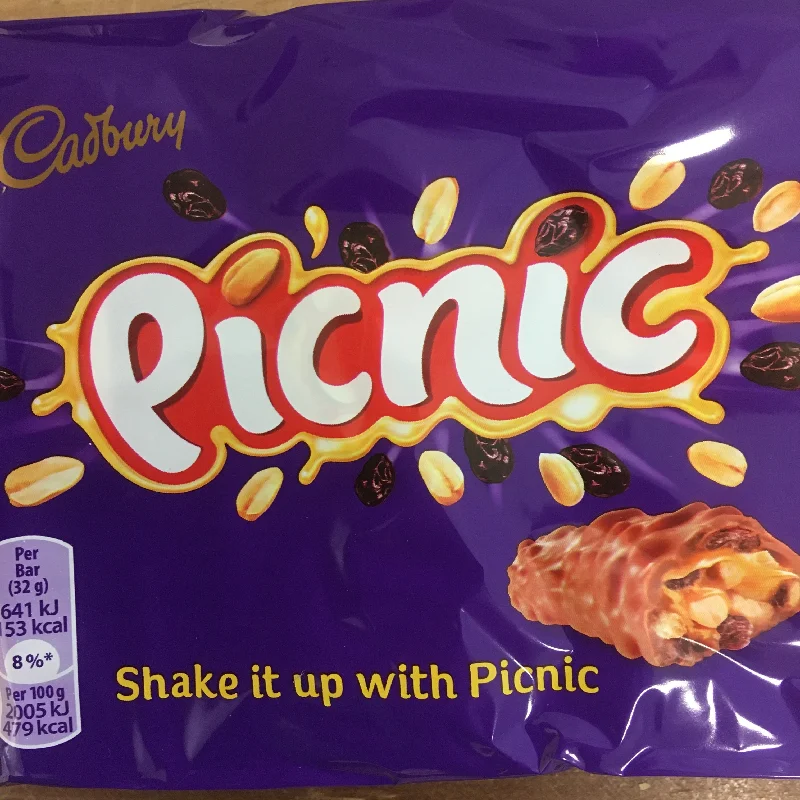 Cadbury
Picnic
Per
Bar
(32 g)
641 kJ
153 kcal
8%*
Per 100 g
2005 kJ
479 kcal
Shake it up with Picnic